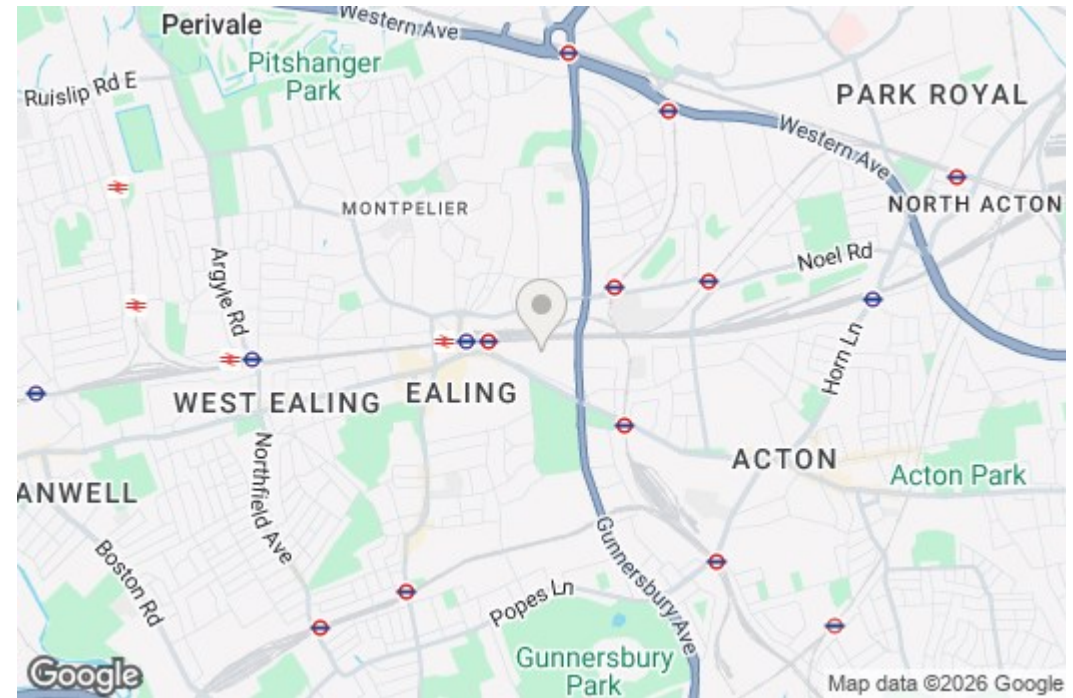 Perivale
Western Ave
Pitshanger
Park
Ruislip Rd E
PARK ROYAL
Western Ave
MONTPELIER
NORTH ACTON
Argyle Rd
Noel Rd
Horn Ln
WEST EALING
EALING
ACTON
Acton Park
ANWELL
Northfield Ave
Boston Rd
Gunnersbury Ave
Popes Ln
Gunnersbury
Park
Google
Map data ©2026 Google